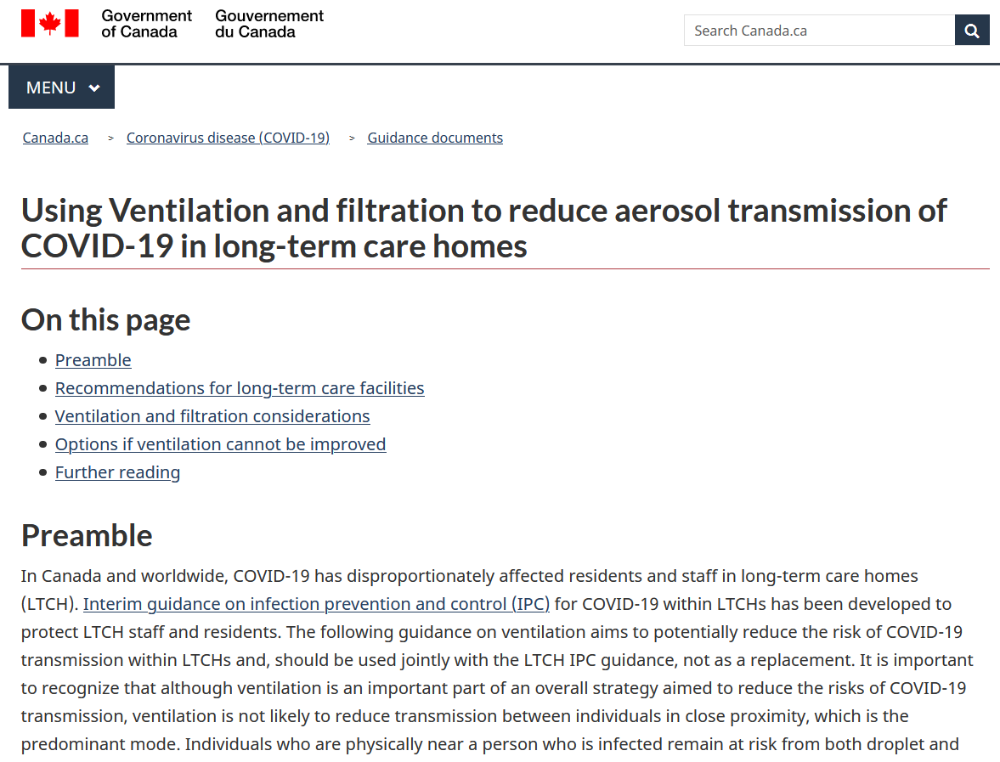 Government of Canada
Gouvernement du Canada
Search Canada.ca
MENU
Canada.ca > Coronavirus disease (COVID-19) > Guidance documents
Using Ventilation and filtration to reduce aerosol transmission of
COVID-19 in long-term care homes
On this page
Preamble
Recommendations for long-term care facilities
Ventilation and filtration considerations
Options if ventilation cannot be improved
Further reading
Preamble
In Canada and worldwide, COVID-19 has disproportionately affected residents and staff in long-term care homes
(LTCH). Interim guidance on infection prevention and control (IPC) for COVID-19 within LTCHs has been developed to
protect LTCH staff and residents. The following guidance on ventilation aims to potentially reduce the risk of COVID-19
transmission within LTCHs and, should be used jointly with the LTCH IPC guidance, not as a replacement. It is important
to recognize that although ventilation is an important part of an overall strategy aimed to reduce the risks of COVID-19
transmission, ventilation is not likely to reduce transmission between individuals in close proximity, which is the
predominant mode. Individuals who are physically near a person who is infected remain at risk from both droplet and